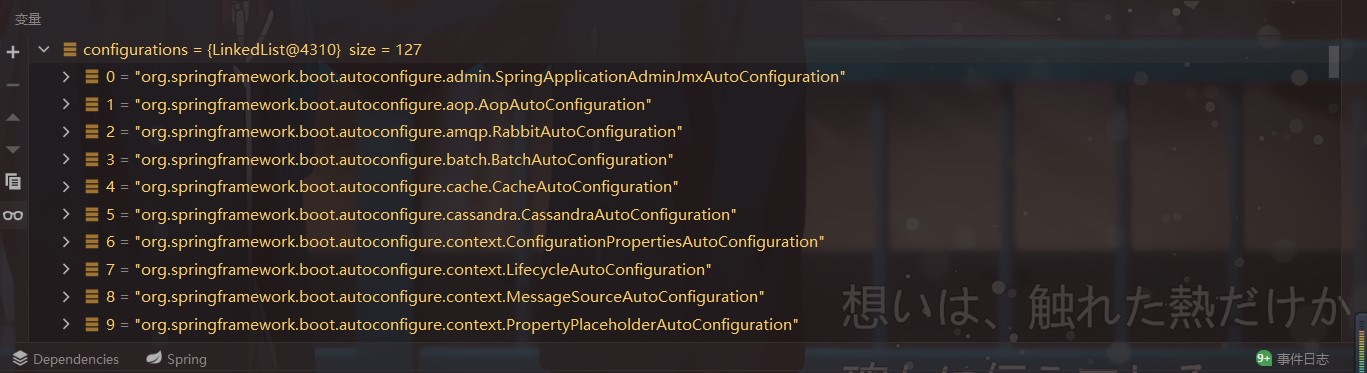 变量
configurations = {LinkedList@4310} size = 127
0 = "org.springframework.boot.autoconfigure.admin.SpringApplicationAdminJmxAutoConfiguration"
1 = "org.springframework.boot.autoconfigure.aop.AopAutoConfiguration"
2 = "org.springframework.boot.autoconfigure.amqp.RabbitAutoConfiguration"
3 = "org.springframework.boot.autoconfigure.batch.BatchAutoConfiguration"
4 = "org.springframework.boot.autoconfigure.cache.CacheAutoConfiguration"
5 = "org.springframework.boot.autoconfigure.cassandra.CassandraAutoConfiguration"
6 = "org.springframework.boot.autoconfigure.context.ConfigurationPropertiesAutoConfiguration"
7 = "org.springframework.boot.autoconfigure.context.LifecycleAutoConfiguration"
8 = "org.springframework.boot.autoconfigure.context.MessageSourceAutoConfiguration"
9 = "org.springframework.boot.autoconfigure.context.PropertyPlaceholderAutoConfiguration"
想いは、触れた熱だけが
Dependencies Spring 9+ 事件日志